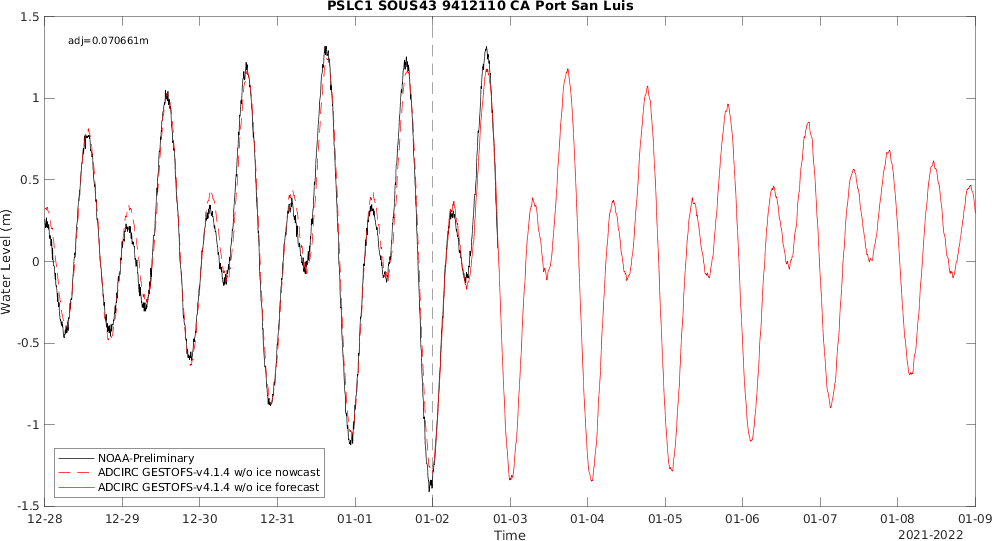 PSLC1 SOUS43 9412110 CA Port San Luis
adj=0.070661m
1.5
1
0.5
0
-0.5
-1
-1.5
Water Level (m)
NOAA-Preliminary
ADCIRC GESTOFS-v4.1.4 w/o ice nowcast
ADCIRC GESTOFS-v4.1.4 w/o ice forecast
12-28 12-29 12-30 12-31 01-01 01-02 01-03 01-04 01-05 01-06 01-07 01-08 01-09
Time
2021-2022